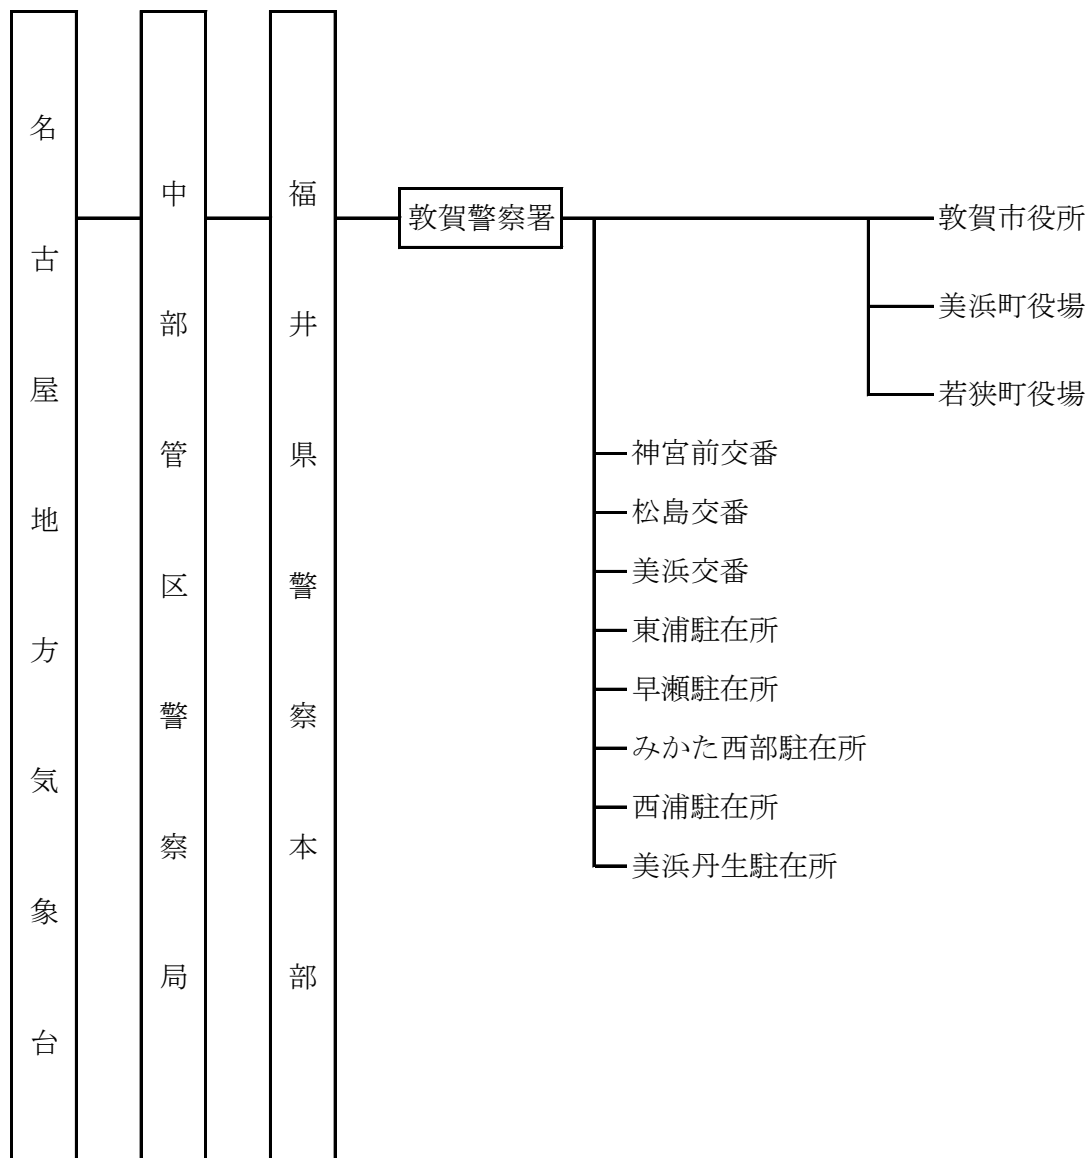 名古屋地方気象台
中部管区警察局
福井県警察本部
敦賀警察署
敦賀市役所
美浜町役場
若狭町役場
神宮前交番
松島交番
美浜交番
東浦駐在所
早瀬駐在所
みかた西部駐在所
西浦駐在所
美浜丹生駐在所